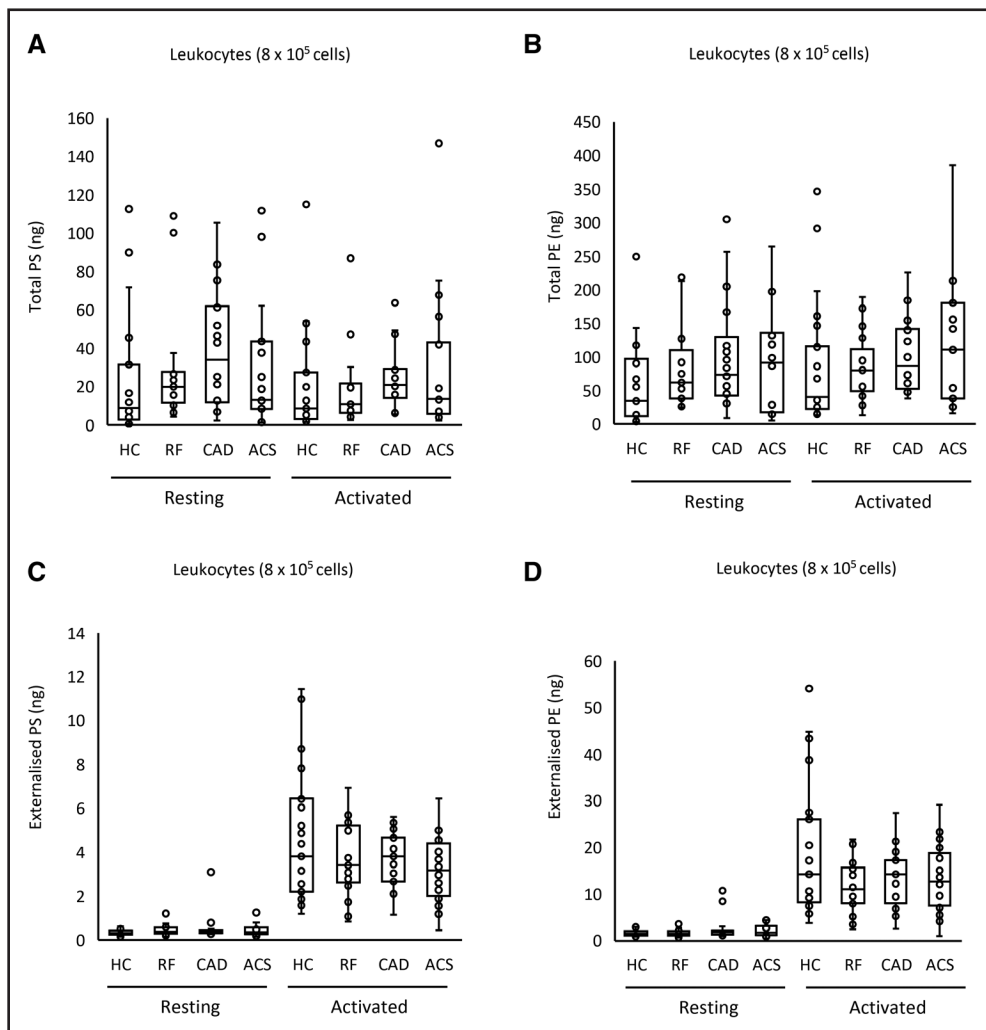 A
Leukocytes (8 x 10⁵ cells)
Total PS (ng)
160
140
120
100
80
60
40
20
0
HC RF CAD ACS HC RF CAD ACS
Resting Activated
B
Leukocytes (8 x 10⁵ cells)
Total PE (ng)
450
400
350
300
250
200
150
100
50
0
HC RF CAD ACS HC RF CAD ACS
Resting Activated
C
Leukocytes (8 x 10⁵ cells)
Externalised PS (ng)
14
12
10
8
6
4
2
0
HC RF CAD ACS HC RF CAD ACS
Resting Activated
D
Leukocytes (8 x 10⁵ cells)
Externalised PE (ng)
60
50
40
30
20
10
0
HC RF CAD ACS HC RF CAD ACS
Resting Activated